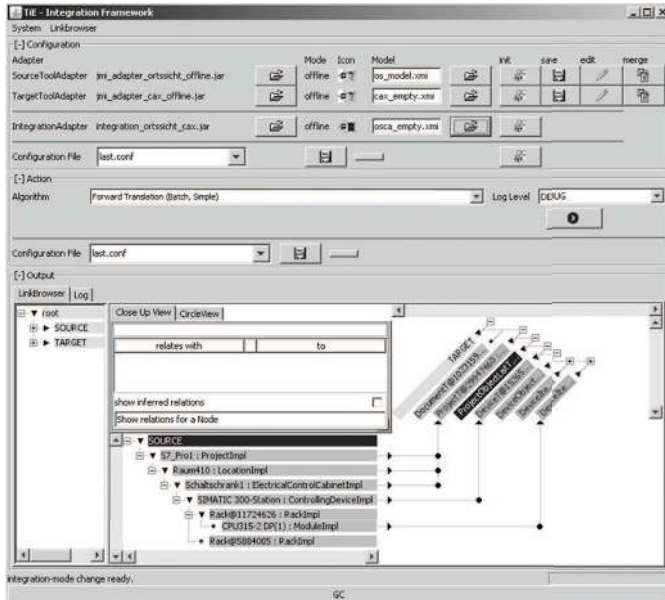 TiE - Integration Framework
System Linkbrowser
[-] Configuration
Adapter Mode Icon Model init save edit merge
SourceToolAdapter jmi_adapter_ortssicht_offline.jar offline os_model.xmi
TargetToolAdapter jmi_adapter_cax_offline.jar offline cax_empty.xmi
IntegrationAdapter integration_ortssicht_cax.jar offline osca_empty.xmi
Configuration File last.conf
[-] Action
Algorithm Forward Translation (Batch, Simple) Log Level DEBUG
Configuration File last.conf
[-] Output
LinkBrowser Log
root
SOURCE
TARGET
Close Up View CircleView
relates with to
show inferred relations
Show relations for a Node
TARGET
ProjectObjectListT...
DeviceObject
SOURCE
S7_Pro1 : ProjectImpl
Raum410 : LocationImpl
Schaltschrank1 : ElectricalControlCabinetImpl
SIMATIC 300-Station : ControllingDeviceImpl
Rack@11724626 : RackImpl
CPU315-2 DP(1) : ModuleImpl
Rack@5884085 : RackImpl
integration-mode change ready.
GC